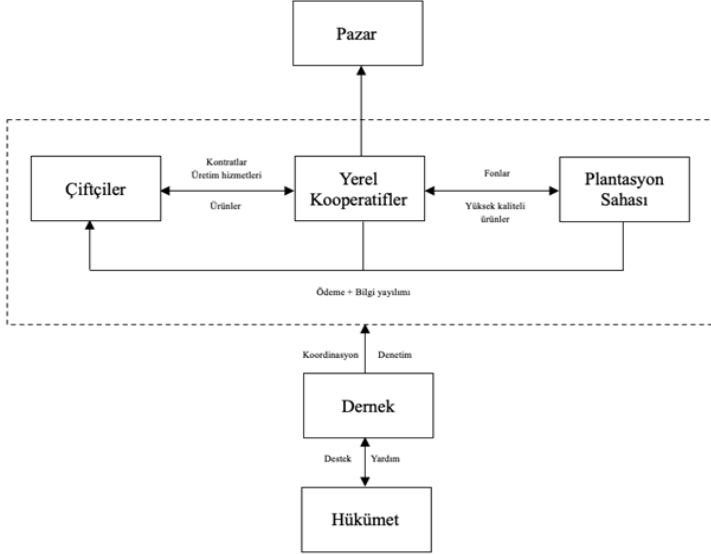 Pazar
Kontratlar
Üretim hizmetleri
Çiftçiler
Ürünler
Yerel
Kooperatifler
Fonlar
Yüksek kaliteli
ürünler
Plantasyon
Sahası
Ödeme + Bilgi yayılımı
Koordinasyon
Denetim
Dernek
Destek
Yardım
Hükümet